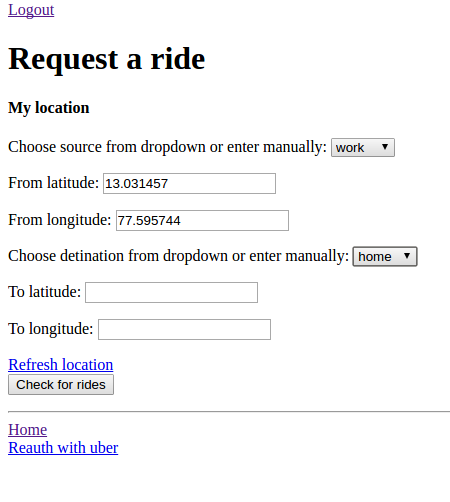 Logout
Request a ride
My location
Choose source from dropdown or enter manually: work
From latitude: 13.031457
From longitude: 77.595744
Choose detination from dropdown or enter manually: home
To latitude:
To longitude:
Refresh location
Check for rides
Home
Reauth with uber